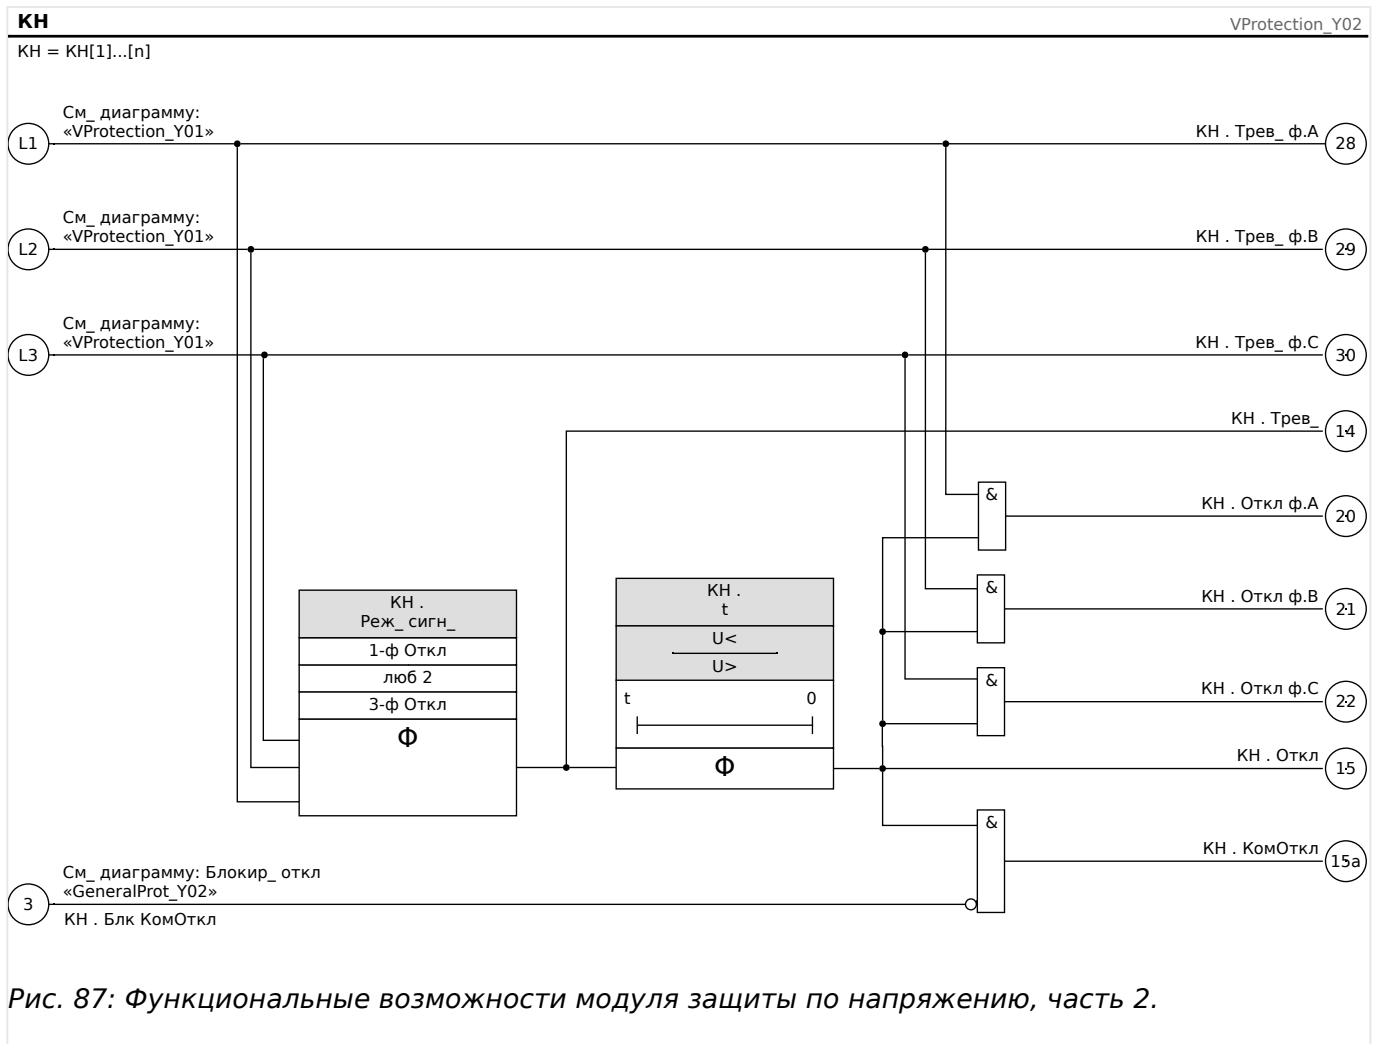 КН
VProtection_Y02
КН = КН[1]...[n]
См_ диаграмму:
«VProtection_Y01»
L1
КН . Трев_ ф.A
28
См_ диаграмму:
«VProtection_Y01»
L2
КН . Трев_ ф.B
29
См_ диаграмму:
«VProtection_Y01»
L3
КН . Трев_ ф.C
30
КН . Трев_
14
&
КН . Откл ф.A
20
&
КН . Откл ф.B
21
&
КН . Откл ф.C
22
КН .
Реж_ сигн_
1-ф Откл
люб 2
3-ф Откл
Ф
КН .
t
U<
U>
t 0
Ф
КН . Откл
15
&
КН . КомОткл
15a
См_ диаграмму: Блокир_ откл
«GeneralProt_Y02»
3
КН . Блк КомОткл
Рис. 87: Функциональные возможности модуля защиты по напряжению, часть 2.